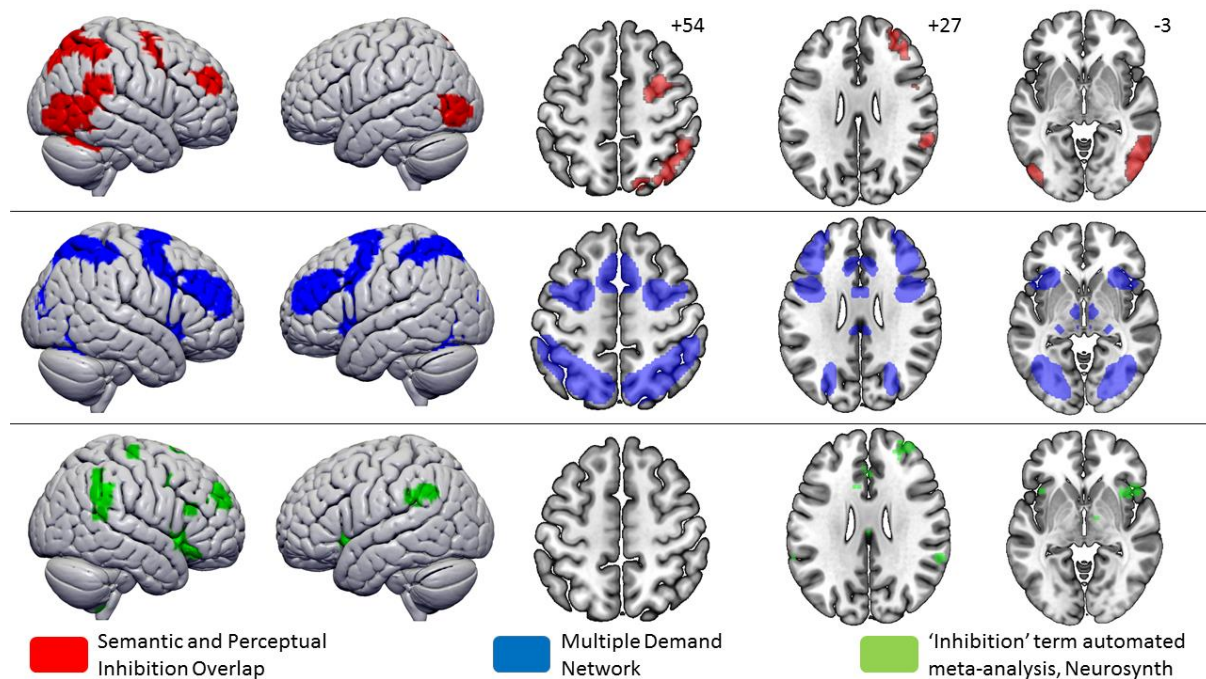 +54
+27
-3
Semantic and Perceptual
Inhibition Overlap
Multiple Demand
Network
‘Inhibition’ term automated
meta-analysis, Neurosynth